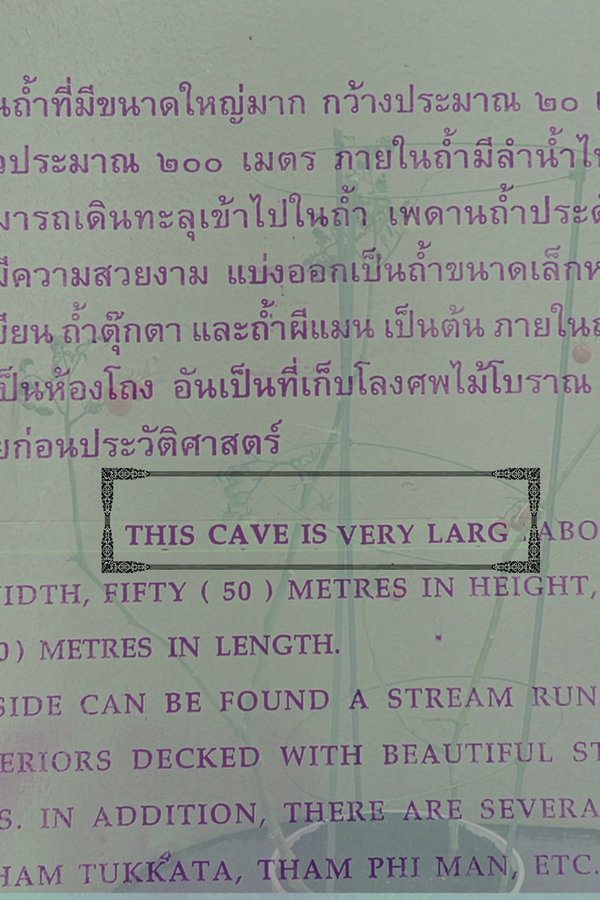 นถ้ำที่มีขนาดใหญ่มาก กว้างประมาณ ๒๐
วประมาณ ๒๐๐ เมตร ภายในถ้ำมีลำน้ำไ
มารถเดินทะลุเข้าไปในถ้ำ เพดานถ้ำประดั
มีความสวยงาม แบ่งออกเป็นถ้ำขนาดเล็กห
ขียน ถ้ำตุ๊กตา และถ้ำผีแมน เป็นต้น ภายในถ
เป็นห้องโถง อันเป็นที่เก็บโลงศพไม้โบราณ
ยก่อนประวัติศาสตร์
THIS CAVE IS VERY LARG . ABO
IDTH, FIFTY ( 50 ) METRES IN HEIGHT,
0) METRES IN LENGTH.
SIDE CAN BE FOUND A STREAM RUN
ERIORS DECKED WITH BEAUTIFUL ST
S. IN ADDITION, THERE ARE SEVERA
HAM TUKKATA, THAM PHI MAN, ETC.